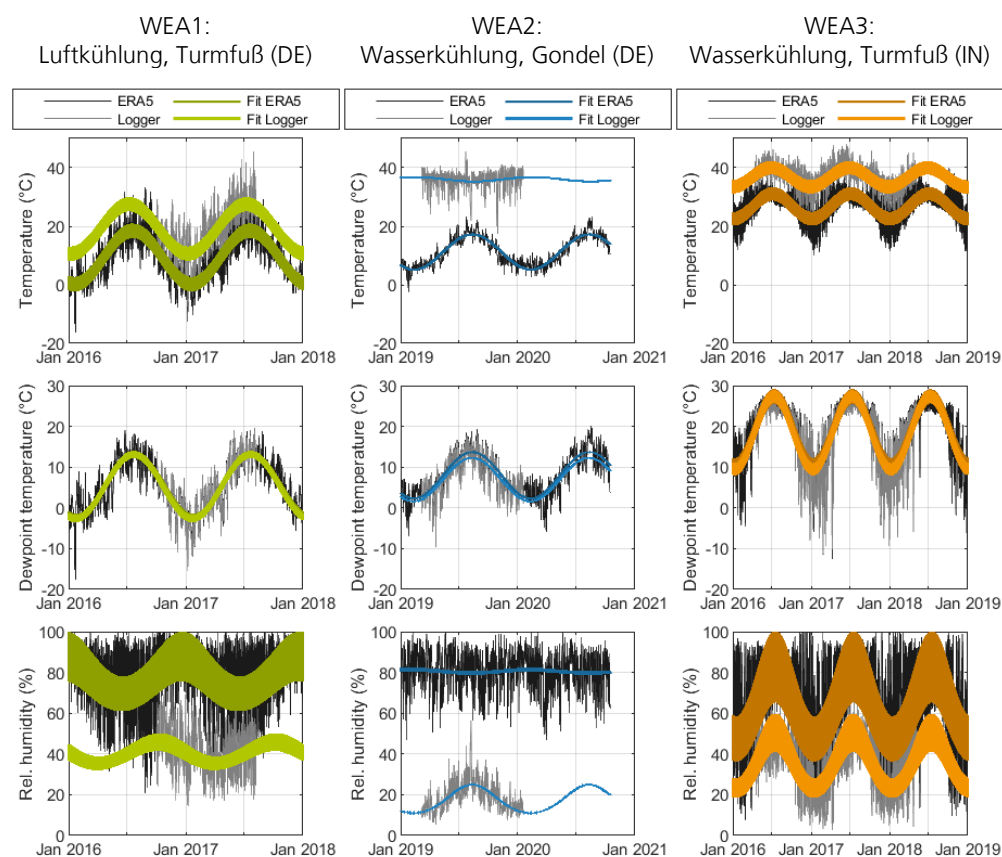 WEA1:
Luftkühlung, Turmfuß (DE)
WEA2:
Wasserkühlung, Gondel (DE)
WEA3:
Wasserkühlung, Turmfuß (IN)
ERA5 Fit ERA5
Logger Fit Logger
ERA5 Fit ERA5
Logger Fit Logger
ERA5 Fit ERA5
Logger Fit Logger
Temperature (°C)
40
20
0
-20
Jan 2016 Jan 2017 Jan 2018
Temperature (°C)
40
20
0
-20
Jan 2019 Jan 2020 Jan 2021
Temperature (°C)
40
20
0
-20
Jan 2016 Jan 2017 Jan 2018 Jan 2019
Dewpoint temperature (°C)
30
20
10
0
-10
-20
Jan 2016 Jan 2017 Jan 2018
Dewpoint temperature (°C)
30
20
10
0
-10
-20
Jan 2019 Jan 2020 Jan 2021
Dewpoint temperature (°C)
30
20
10
0
-10
-20
Jan 2016 Jan 2017 Jan 2018 Jan 2019
Rel. humidity (%)
100
80
60
40
20
0
Jan 2016 Jan 2017 Jan 2018
Rel. humidity (%)
100
80
60
40
20
0
Jan 2019 Jan 2020 Jan 2021
Rel. humidity (%)
100
80
60
40
20
0
Jan 2016 Jan 2017 Jan 2018 Jan 2019